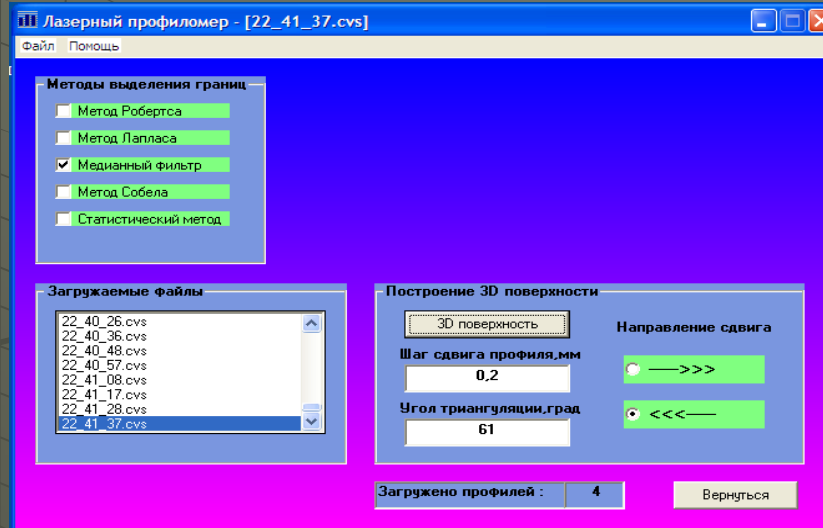 Лазерный профиломер - [22_41_37.cvs]
Файл Помощь
Методы выделения границ
Метод Робертса
Метод Лапласа
Медианный фильтр
Метод Собела
Статистический метод
Загружаемые файлы
22_40_26.cvs
22_40_36.cvs
22_40_48.cvs
22_40_57.cvs
22_41_08.cvs
22_41_17.cvs
22_41_28.cvs
22_41_37.cvs
Построение 3D поверхности
3D поверхность
Шаг сдвига профиля,мм
0,2
Угол триангуляции,град
61
Направление сдвига
——>>>
<<<——
Загружено профилей : 4
Вернуться